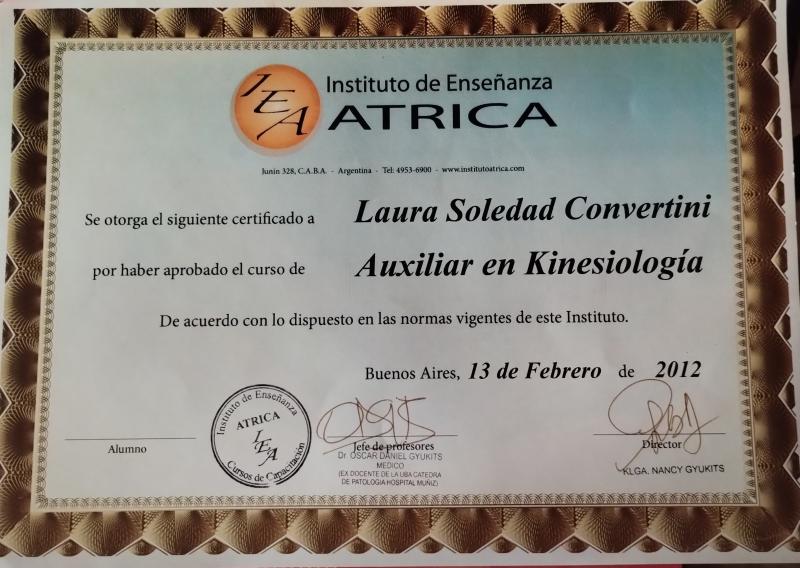 IEA
Instituto de Enseñanza
ATRICA
Junín 328, C.A.B.A. - Argentina - Tel: 4953-6900 - www.institutoatrica.com
Se otorga el siguiente certificado a Laura Soledad Convertini
por haber aprobado el curso de Auxiliar en Kinesiología
De acuerdo con lo dispuesto en las normas vigentes de este Instituto.
Buenos Aires, 13 de Febrero de 2012
Alumno
Instituto de Enseñanza
ATRICA
IEA
Cursos de Capacitación
Jefe de profesores
Dr. OSCAR DANIEL GYUKITS
MEDICO
(EX DOCENTE DE LA UBA CATEDRA
DE PATOLOGIA HOSPITAL MUÑIZ)
Director
KLGA. NANCY GYUKITS